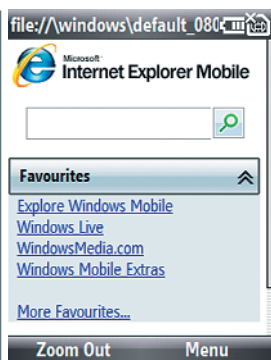 file://\windows\default_080
Microsoft
Internet Explorer Mobile
Favourites
Explore Windows Mobile
Windows Live
WindowsMedia.com
Windows Mobile Extras
More Favourites...
Zoom Out Menu